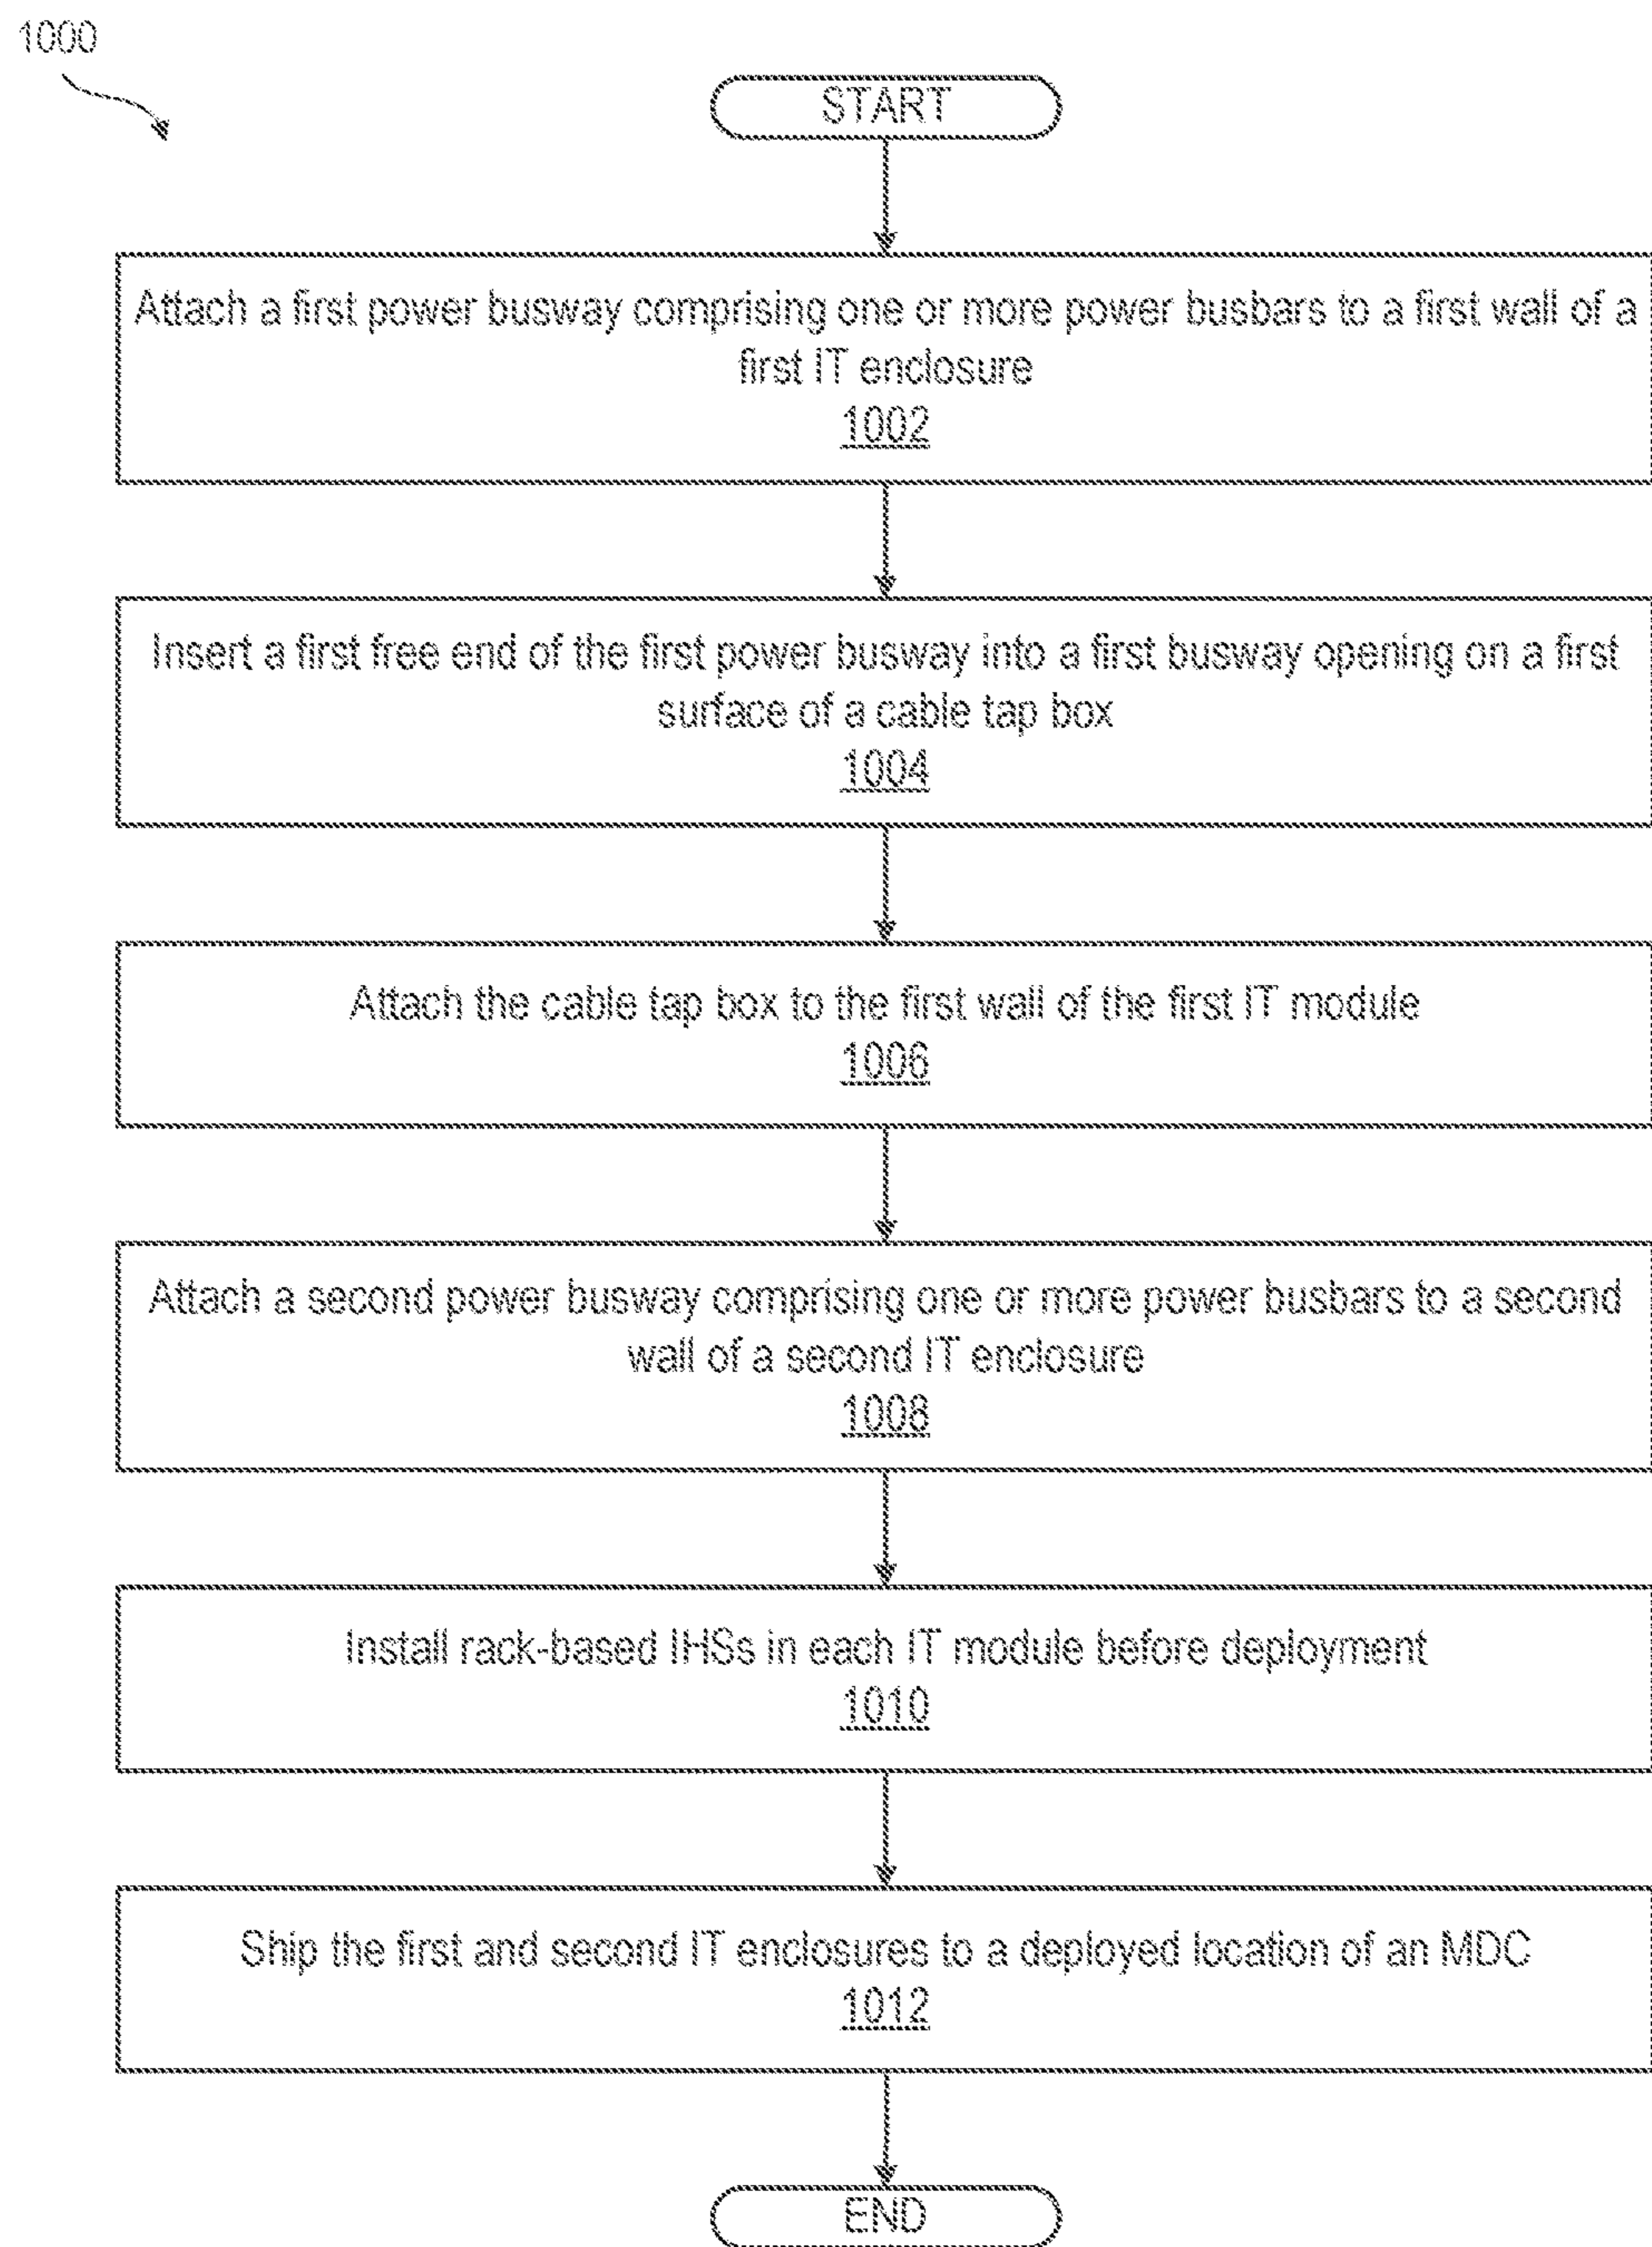 1000
START
Attach a first power busway comprising one or more power busbars to a first wall of a
first IT enclosure
1002
Insert a first free end of the first power busway into a first busway opening on a first
surface of a cable tap box
1004
Attach the cable tap box to the first wall of the first IT module
1006
Attach a second power busway comprising one or more power busbars to a second
wall of a second IT enclosure
1008
Install rack-based IHSs in each IT module before deployment
1010
Ship the first and second IT enclosures to a deployed location of an MDC
1012
END